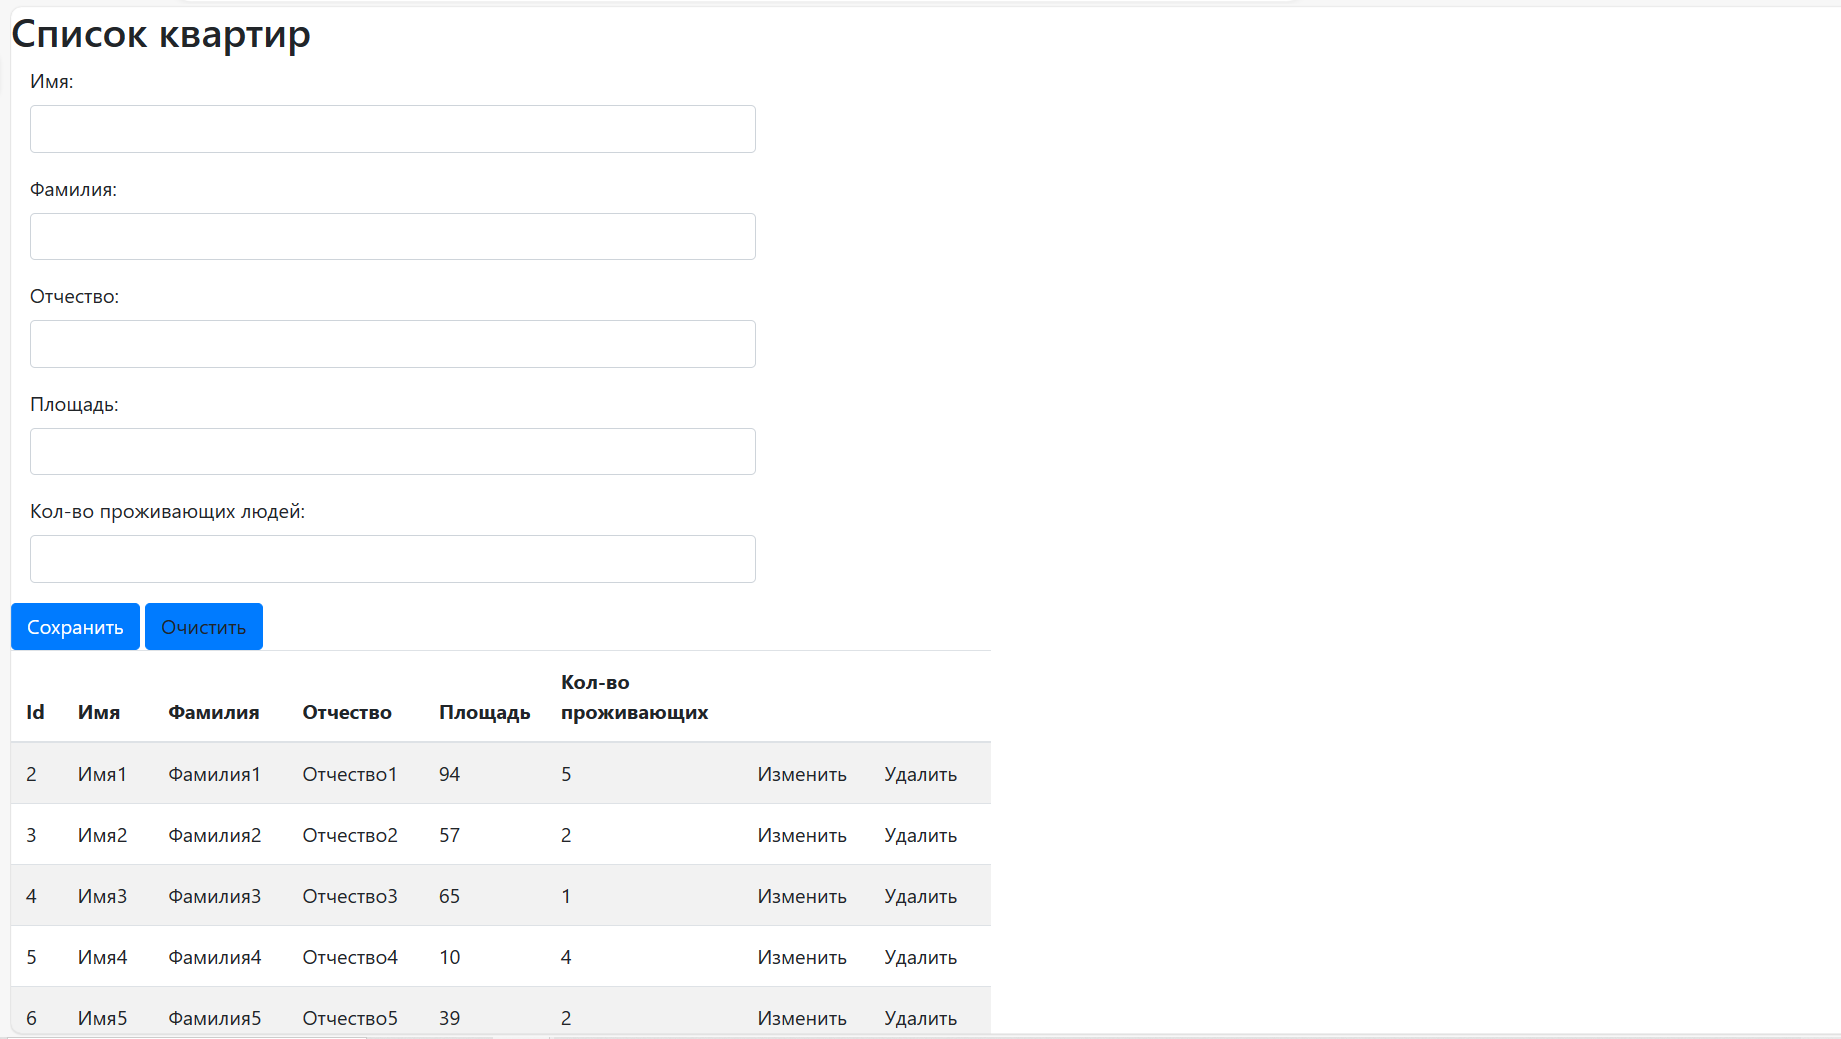 Список квартир
Имя:
Фамилия:
Отчество:
Площадь:
Кол-во проживающих людей:
Сохранить Очистить
Id Имя Фамилия Отчество Площадь Кол-во проживающих
2 Имя1 Фамилия1 Отчество1 94 5 Изменить Удалить
3 Имя2 Фамилия2 Отчество2 57 2 Изменить Удалить
4 Имя3 Фамилия3 Отчество3 65 1 Изменить Удалить
5 Имя4 Фамилия4 Отчество4 10 4 Изменить Удалить
6 Имя5 Фамилия5 Отчество5 39 2 Изменить Удалить